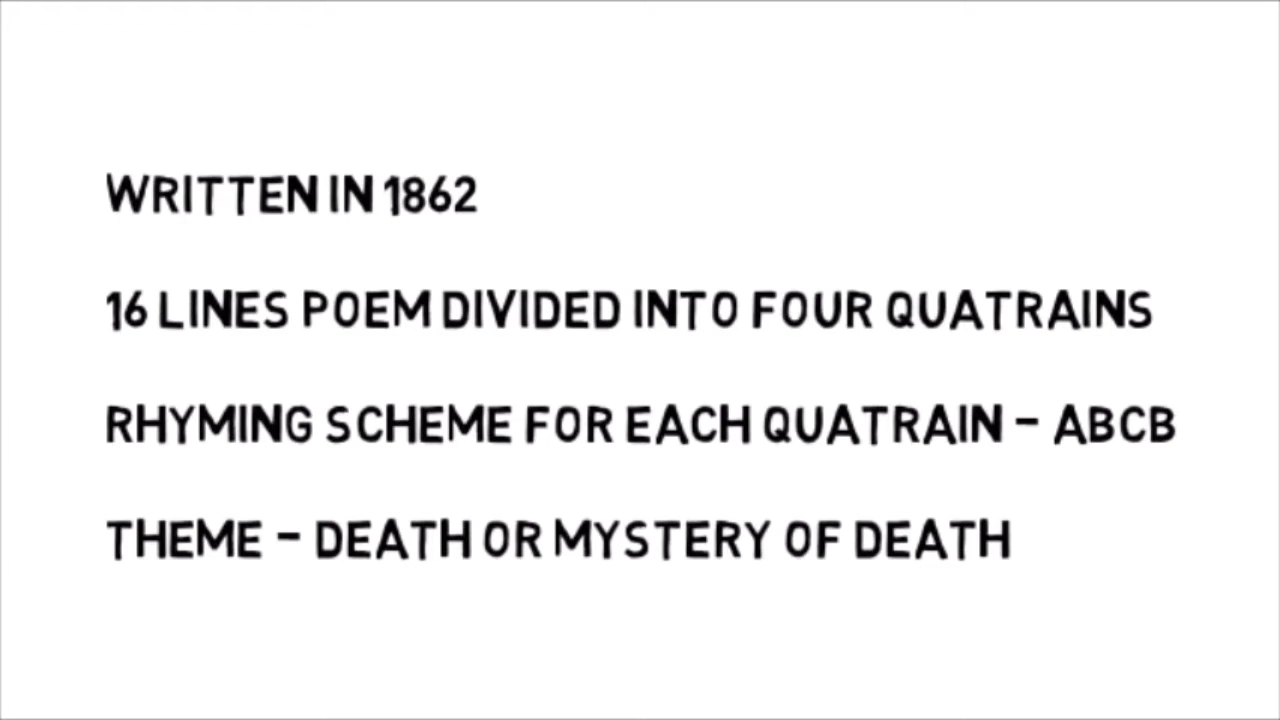 WRITTEN IN 1862
16 LINES POEM DIVIDED INTO FOUR QUATRAINS
RHYMING SCHEME FOR EACH QUATRAIN - ABCB
THEME - DEATH OR MYSTERY OF DEATH